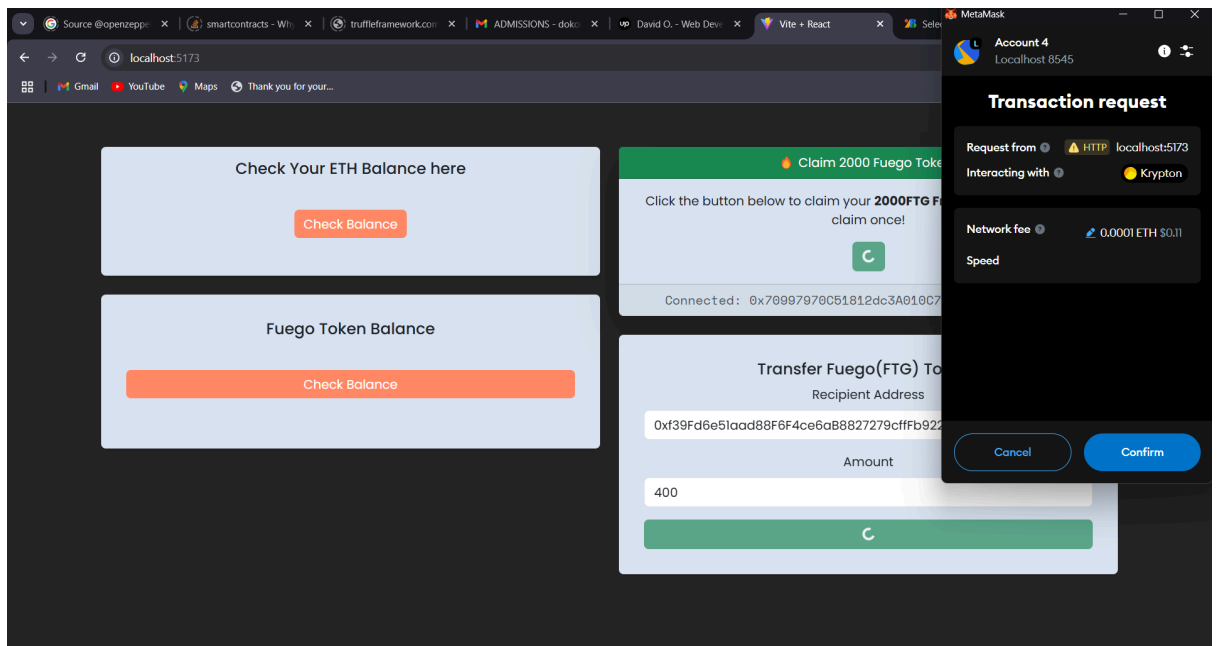 Source @openzeppe
smartcontracts - Wh
truffleframework.com
ADMISSIONS - doko
David O. - Web Deve
Vite + React
Sele
localhost:5173
Gmail
YouTube
Maps
Thank you for your...
Check Your ETH Balance here
Check Balance
Fuego Token Balance
Check Balance
Claim 2000 Fuego Toke
Click the button below to claim your 2000FTG F
claim once!
Connected: 0x70997970C51812dc3A010C7
Transfer Fuego(FTG) To
Recipient Address
0xf39Fd6e51aad88F6F4ce6aB8827279cffFb922
Amount
400
MetaMask
Account 4
Localhost 8545
Transaction request
Request from
HTTP localhost:5173
Interacting with
Krypton
Network fee
0.0001 ETH $0.11
Speed
Cancel
Confirm